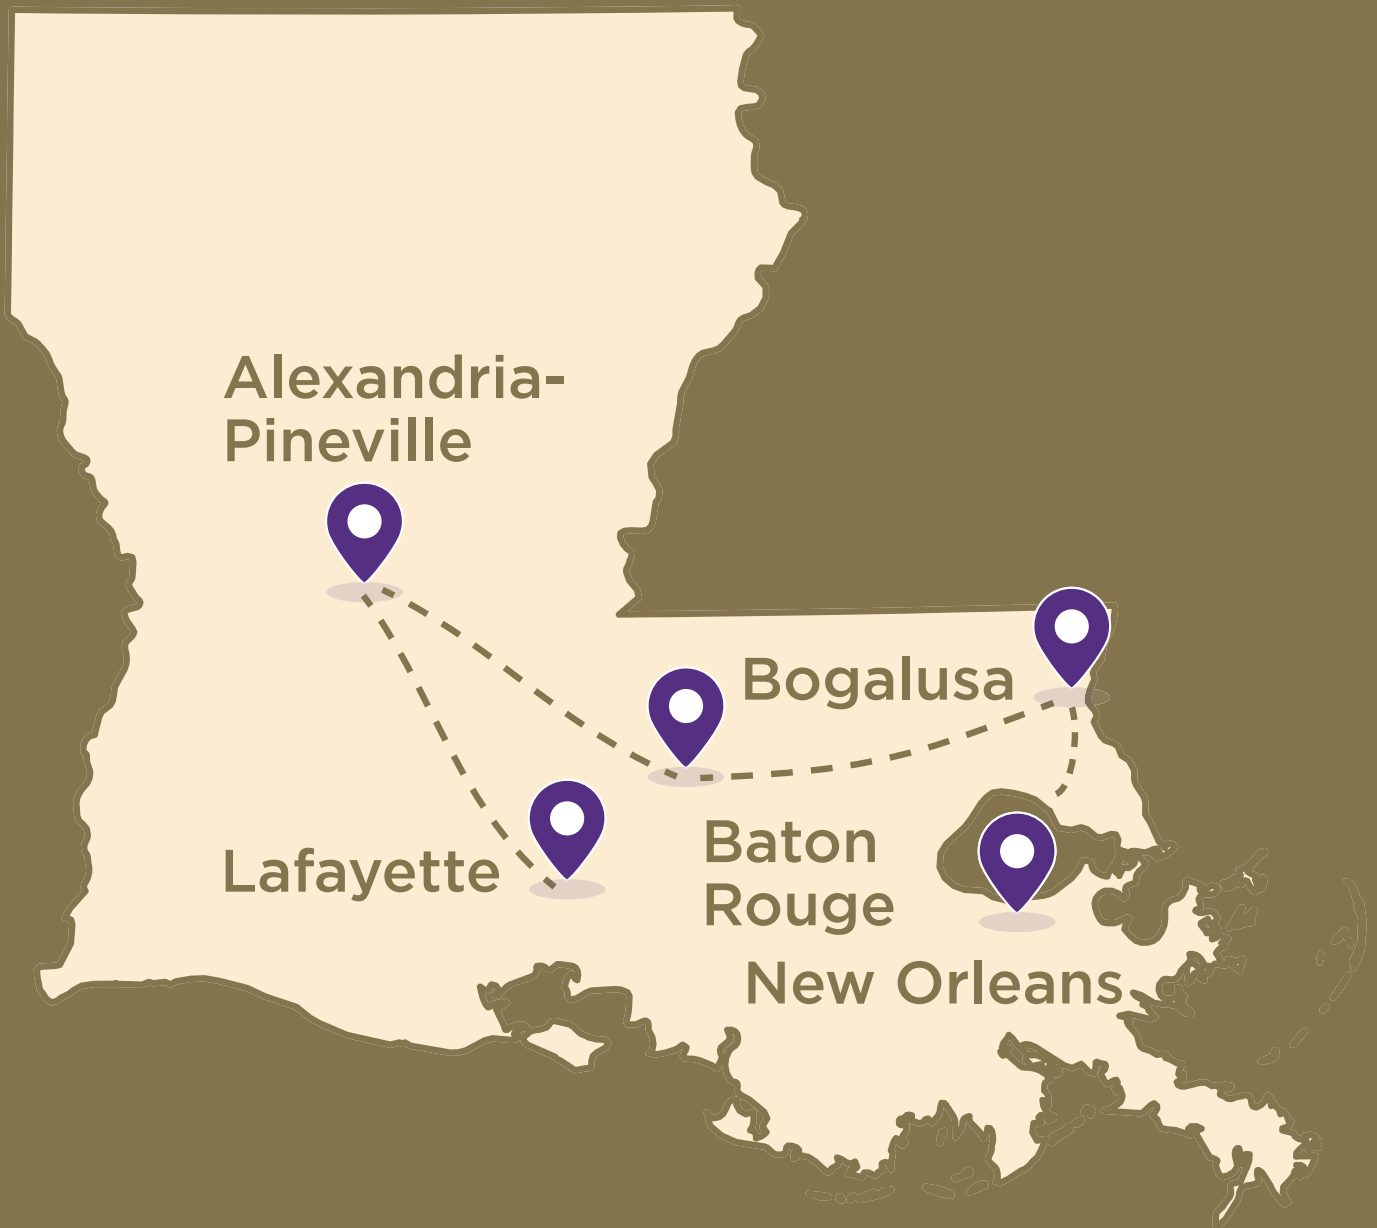 Alexandria-
Pineville
Bogalusa
Baton
Rouge
Lafayette
New Orleans